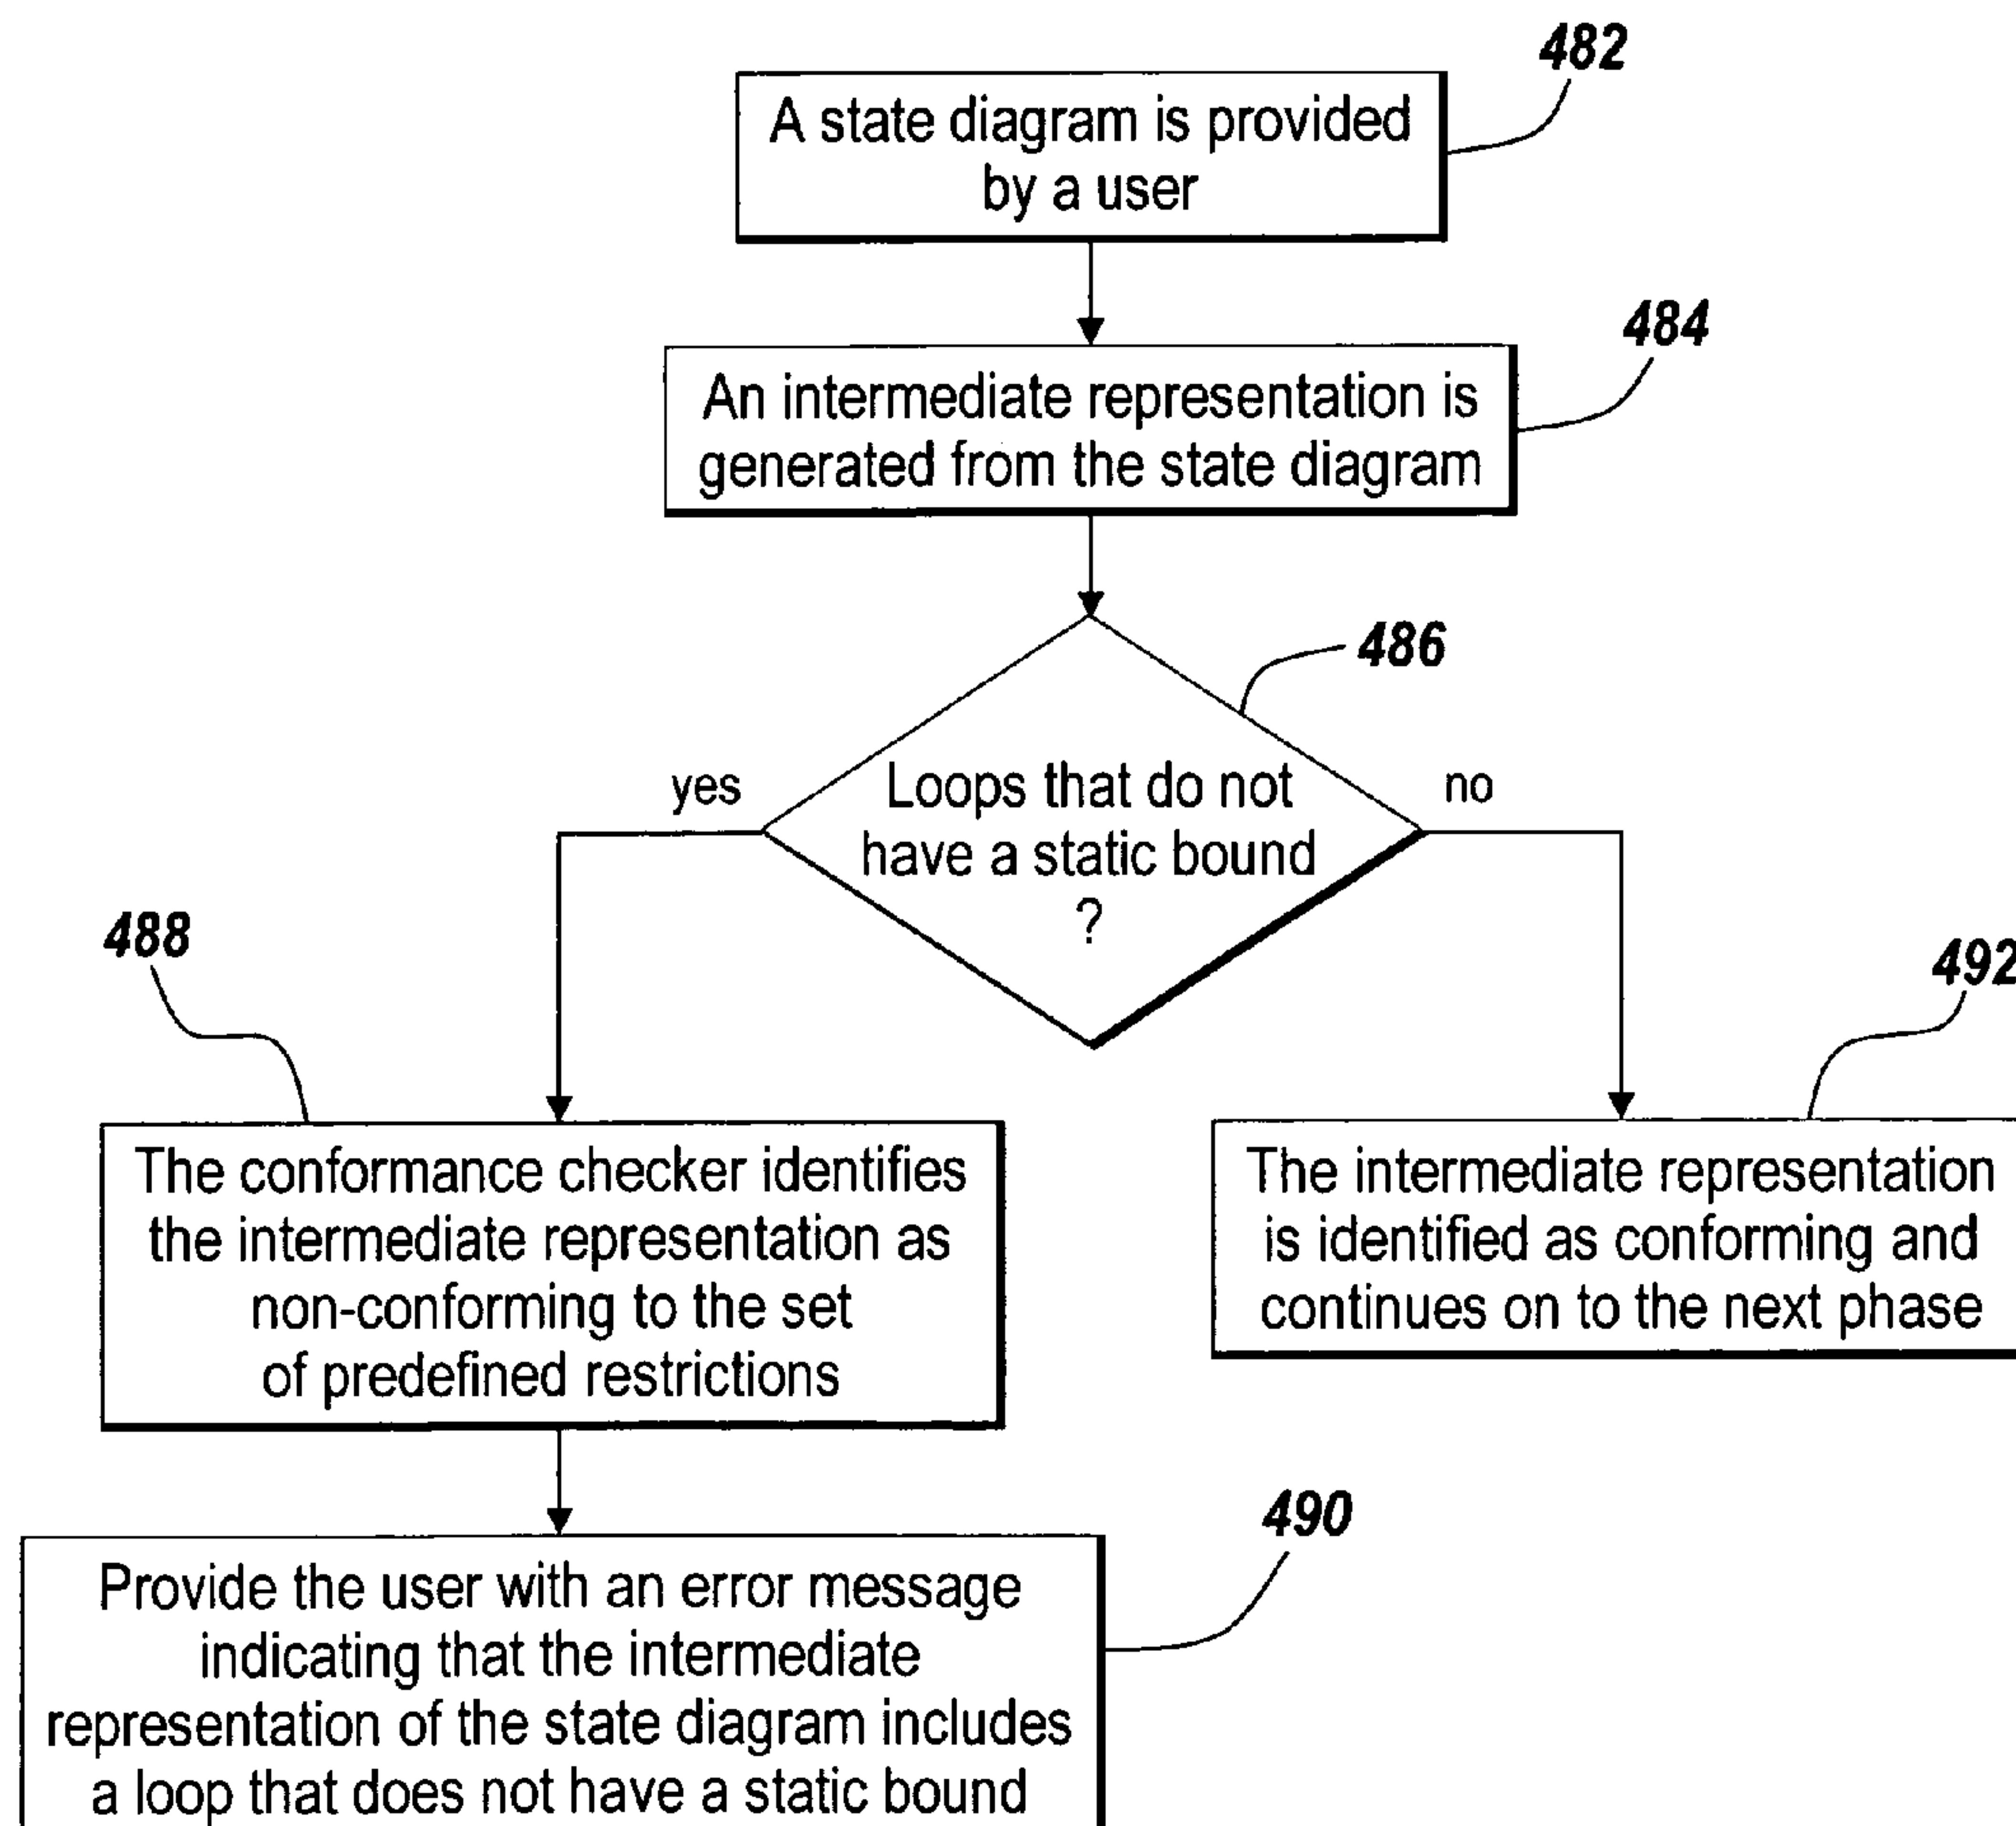 482
A state diagram is provided
by a user
484
An intermediate representation is
generated from the state diagram
486
yes
Loops that do not
have a static bound
?
no
488
492
The conformance checker identifies
the intermediate representation as
non-conforming to the set
of predefined restrictions
The intermediate representation
is identified as conforming and
continues on to the next phase
490
Provide the user with an error message
indicating that the intermediate
representation of the state diagram includes
a loop that does not have a static bound